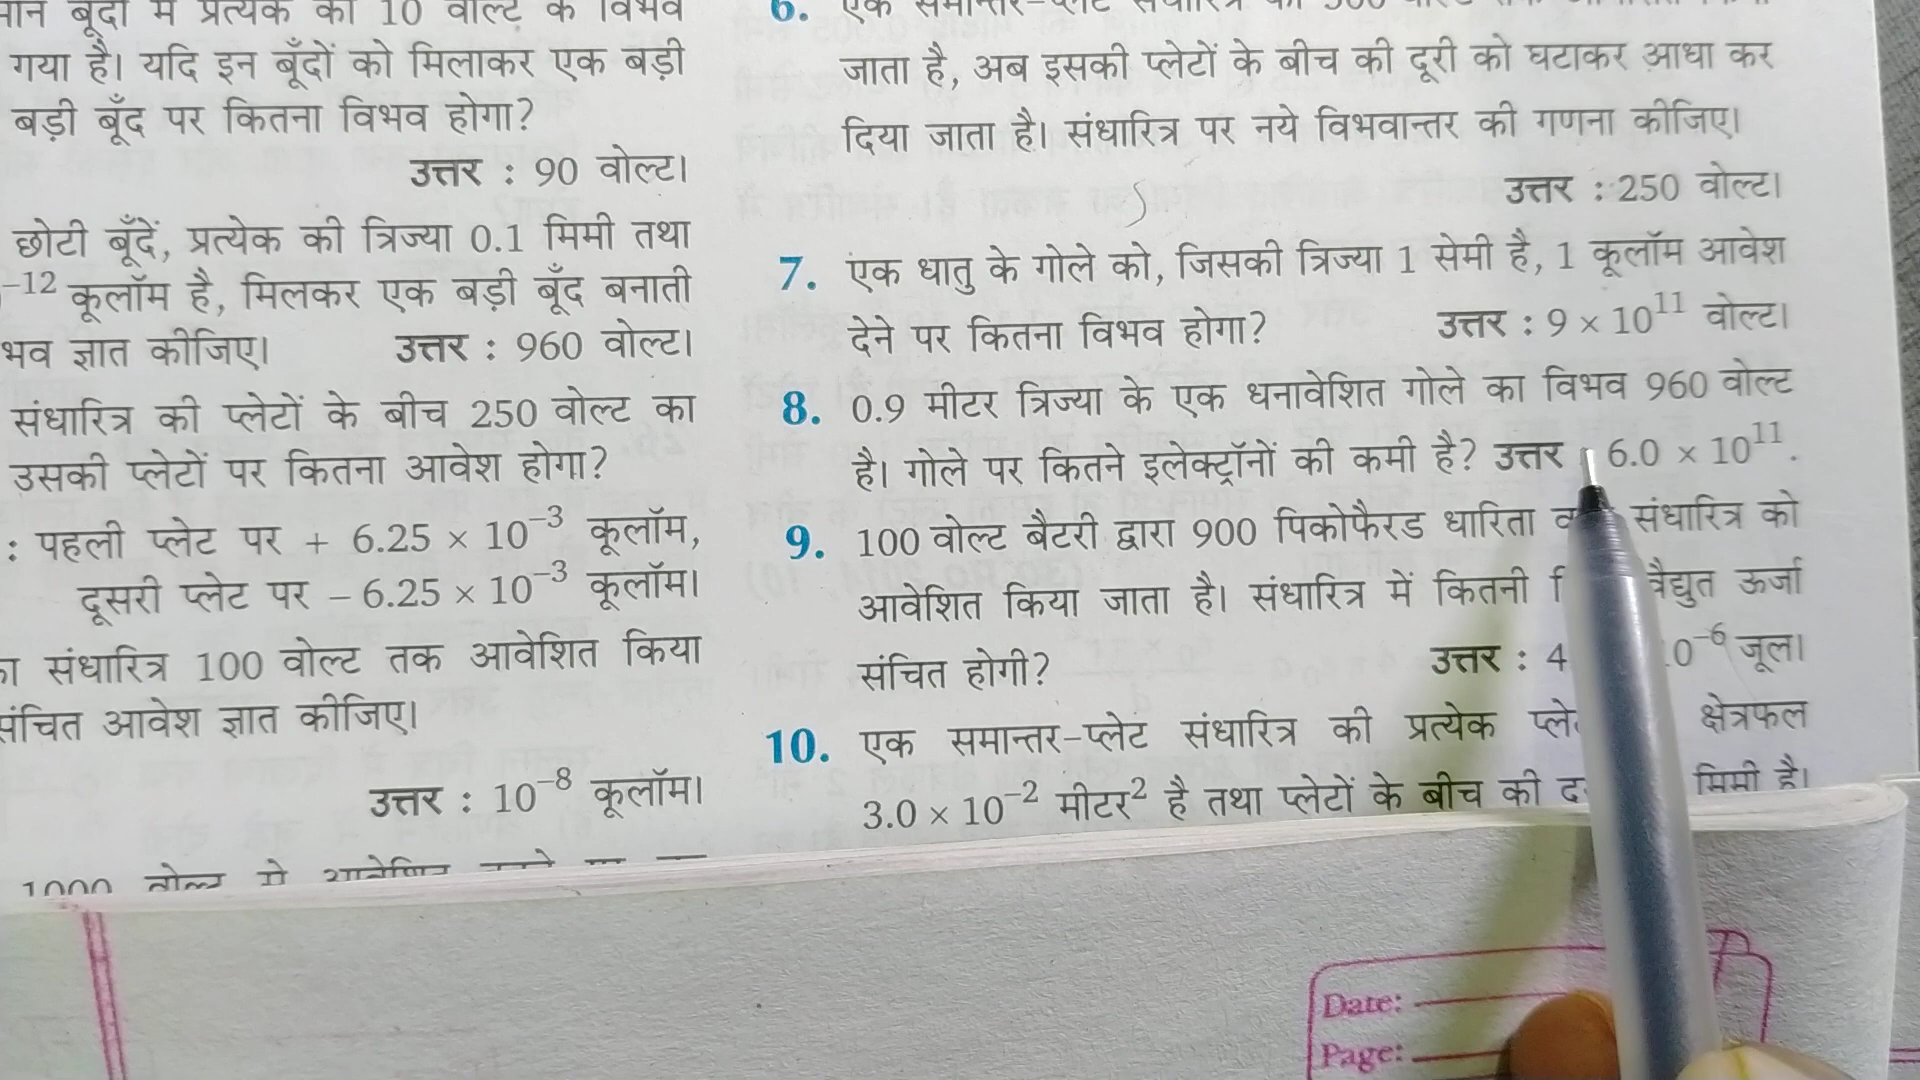 बूँदों में प्रत्येक को 10 वोल्ट के विभव
गया है। यदि इन बूँदों को मिलाकर एक बड़ी
बड़ी बूँद पर कितना विभव होगा?
उत्तर : 90 वोल्ट।
छोटी बूँदें, प्रत्येक की त्रिज्या 0.1 मिमी तथा
⁻¹² कूलॉम है, मिलकर एक बड़ी बूँद बनाती
भव ज्ञात कीजिए। उत्तर : 960 वोल्ट।
संधारित्र की प्लेटों के बीच 250 वोल्ट का
उसकी प्लेटों पर कितना आवेश होगा?
: पहली प्लेट पर + 6.25 × 10⁻³ कूलॉम,
दूसरी प्लेट पर – 6.25 × 10⁻³ कूलॉम।
संधारित्र 100 वोल्ट तक आवेशित किया
संचित आवेश ज्ञात कीजिए।
उत्तर : 10⁻⁸ कूलॉम।
1000 वोल्ट
6. एक समान्तर-प्लेट संधारित्र को
जाता है, अब इसकी प्लेटों के बीच की दूरी को घटाकर आधा कर
दिया जाता है। संधारित्र पर नये विभवान्तर की गणना कीजिए।
उत्तर : 250 वोल्ट।
7. एक धातु के गोले को, जिसकी त्रिज्या 1 सेमी है, 1 कूलॉम आवेश
देने पर कितना विभव होगा? उत्तर : 9 × 10¹¹ वोल्ट।
8. 0.9 मीटर त्रिज्या के एक धनावेशित गोले का विभव 960 वोल्ट
है। गोले पर कितने इलेक्ट्रॉनों की कमी है? उत्तर 6.0 × 10¹¹.
9. 100 वोल्ट बैटरी द्वारा 900 पिकोफैरड धारिता संधारित्र को
आवेशित किया जाता है। संधारित्र में कितनी ऊर्जा
संचित होगी? उत्तर : 4 जूल।
10. एक समान्तर-प्लेट संधारित्र की प्रत्येक क्षेत्रफल
3.0 × 10⁻² मीटर² है तथा प्लेटों के बीच की मिमी है।
Date:
Page: